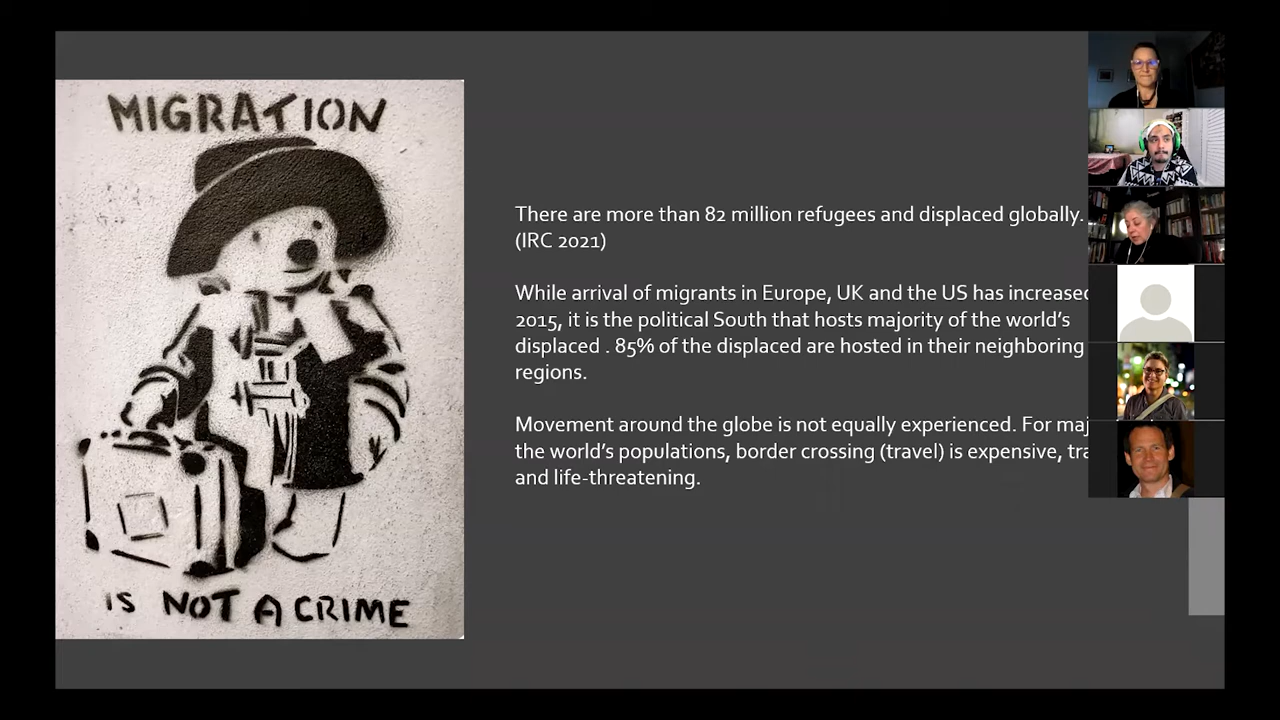 MIGRATION
IS NOT A CRIME
There are more than 82 million refugees and displaced globally.
(IRC 2021)
While arrival of migrants in Europe, UK and the US has increased
2015, it is the political South that hosts majority of the world's
displaced . 85% of the displaced are hosted in their neighboring
regions.
Movement around the globe is not equally experienced. For
the world's populations, border crossing (travel) is expensive,
and life-threatening.